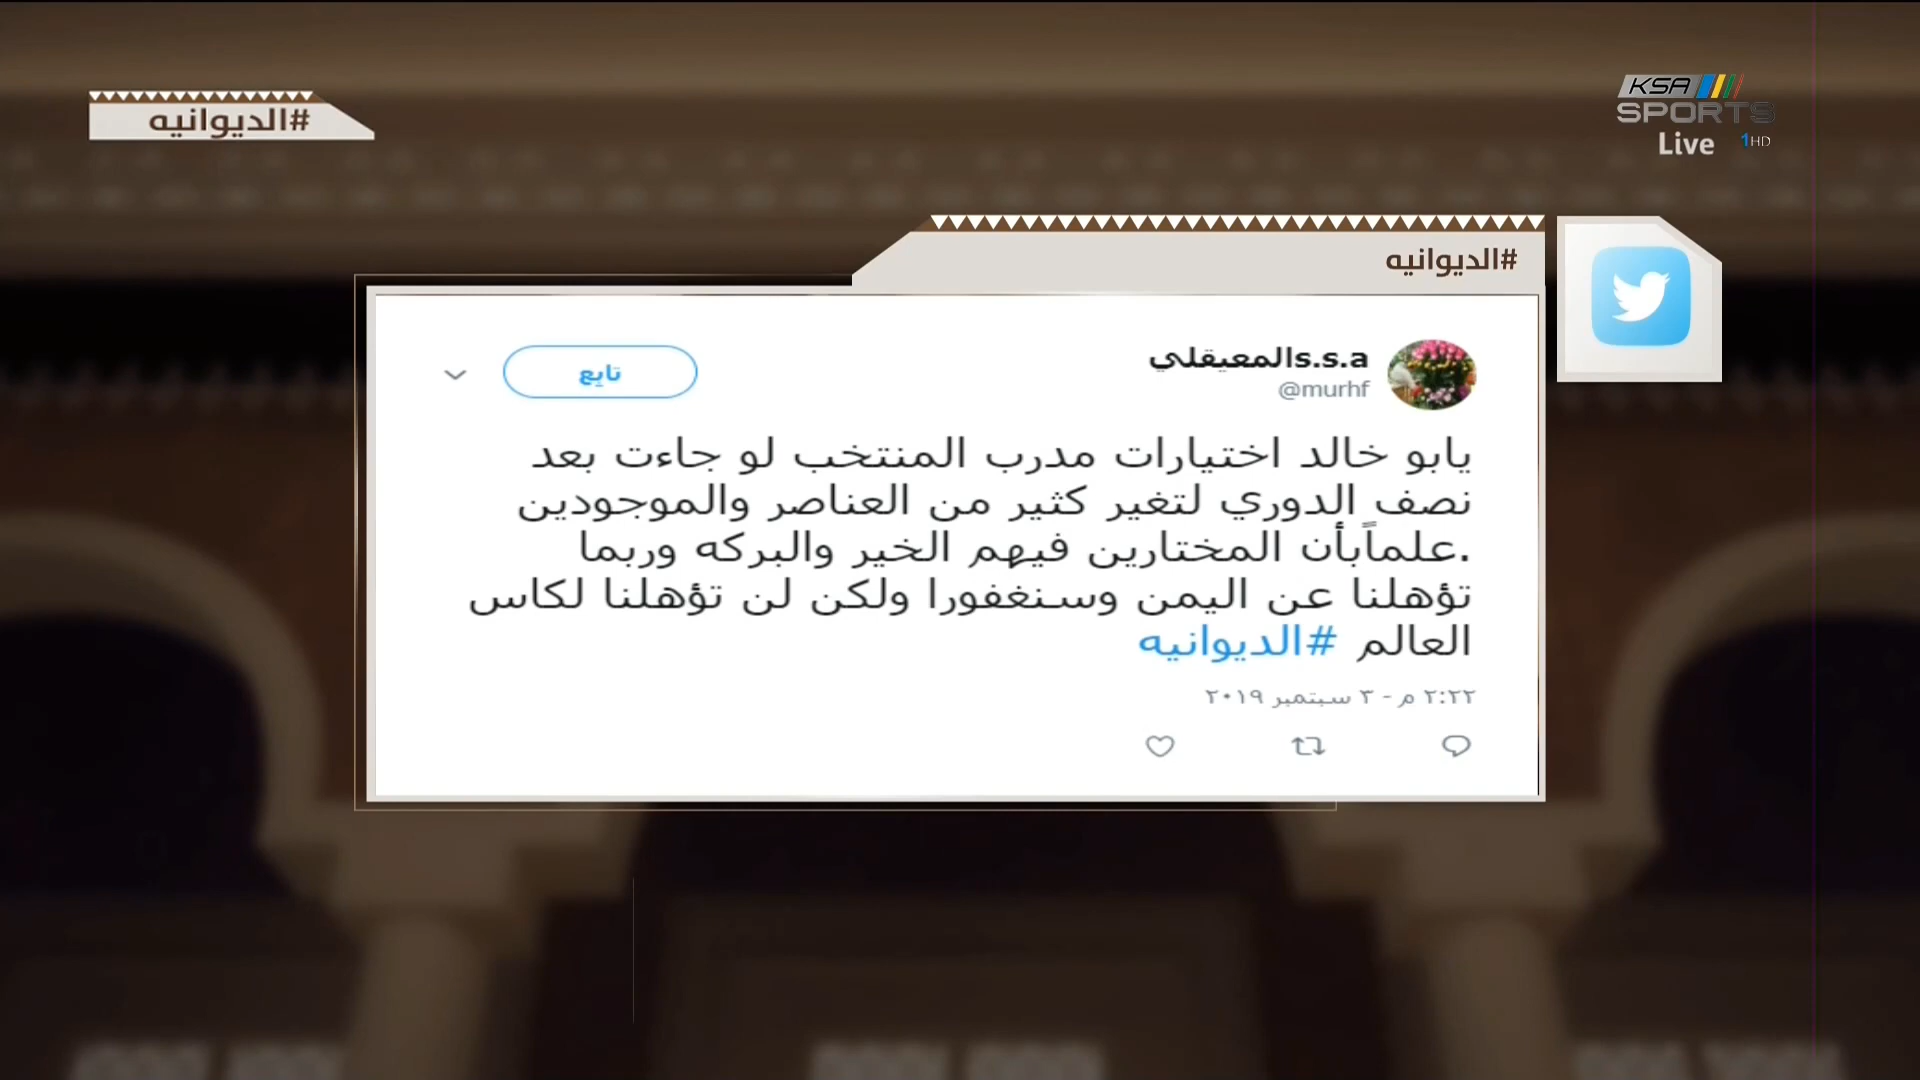 #الديوانيه
KSA
SPORTS
Live 1HD
#الديوانيه
s.s.aالمعيقلي
@murhf
تابع
يابو خالد اختيارات مدرب المنتخب لو جاءت بعد
نصف الدوري لتغير كثير من العناصر والموجودين
.علماًبأن المختارين فيهم الخير والبركه وربما
تؤهلنا عن اليمن وسنغفورا ولكن لن تؤهلنا لكاس
العالم #الديوانيه
٢:٢٢ م - ٣ سبتمبر ٢٠١٩